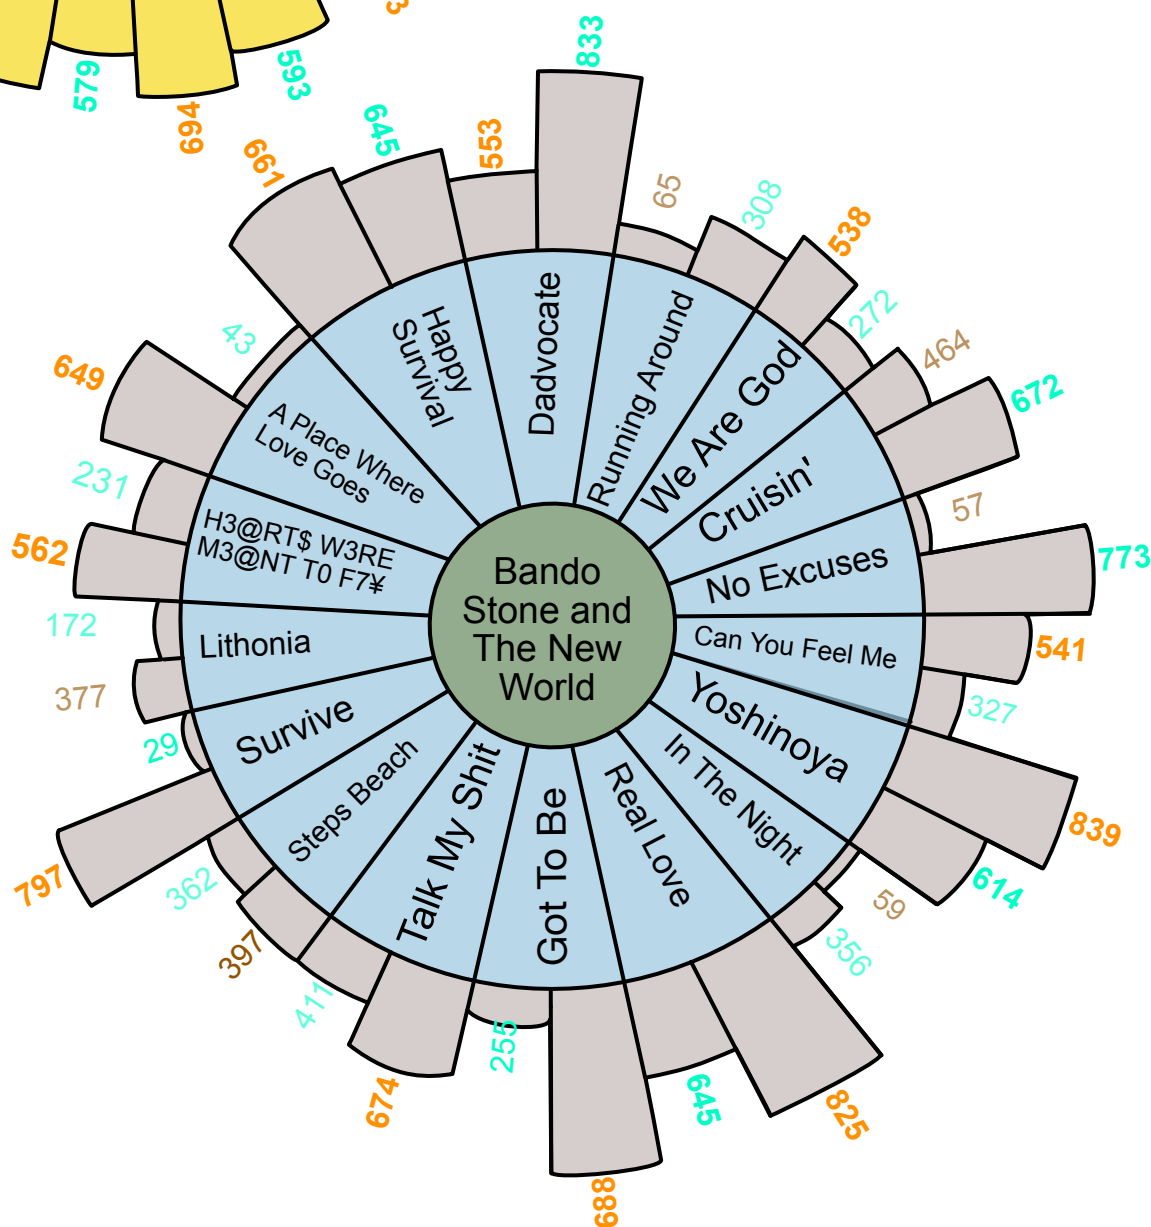 579
694
593
3
Bando
Stone and
The New
World
H3@RT$ W3RE
M3@NT T0 F7¥
Lithonia
Survive
Steps Beach
Talk My Shit
Got To Be
Real Love
In The Night
Yoshinoya
Can You Feel Me
No Excuses
Cruisin'
We Are God
Running Around
Dadvocate
Happy
Survival
A Place Where
Love Goes
231
562
172
377
29
797
362
397
411
674
255
688
645
825
356
59
614
839
327
541
773
57
672
464
272
538
308
65
833
553
645
661
43
649